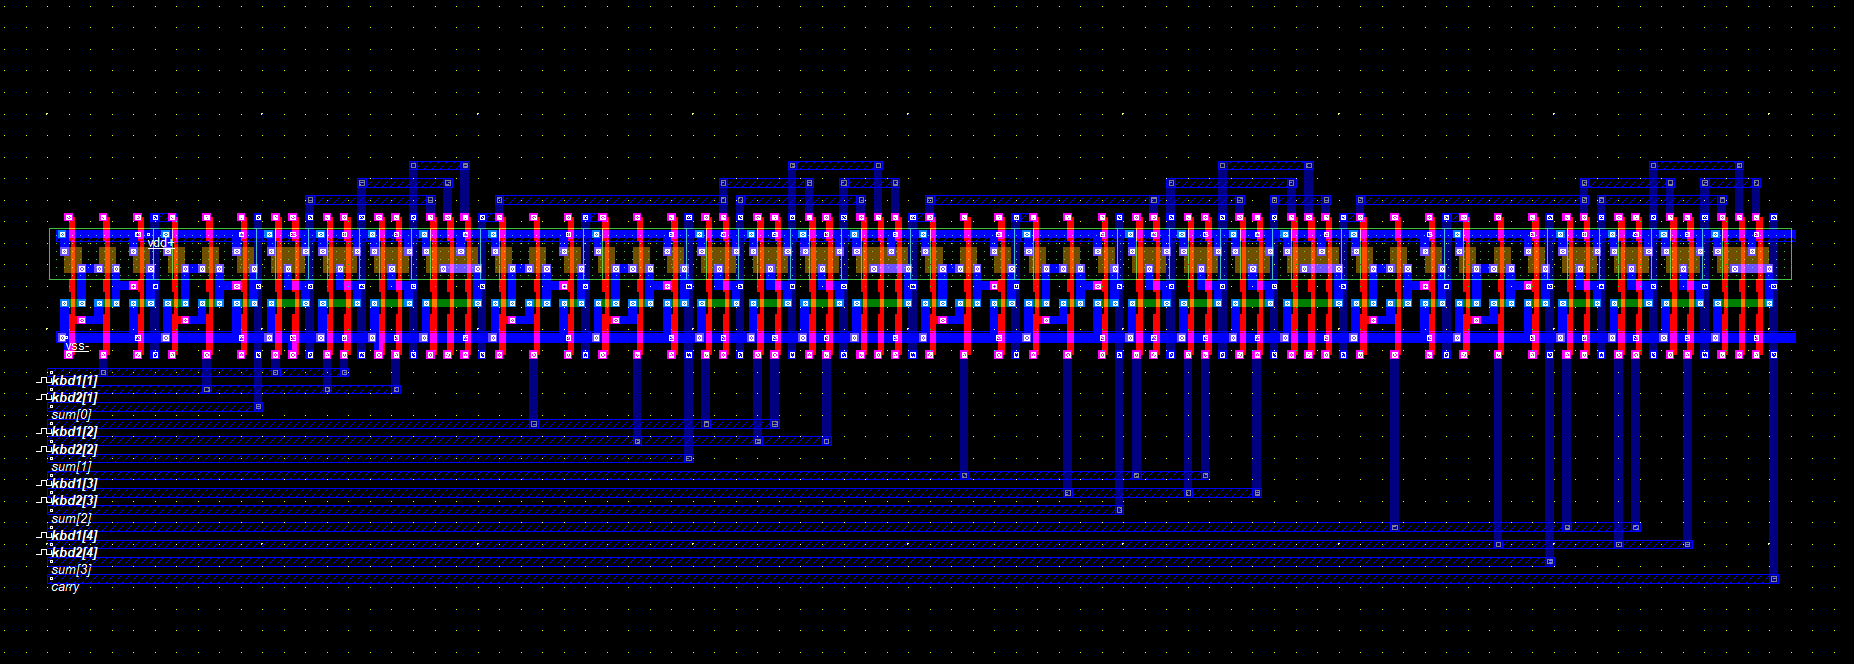 vdd+
vss-
kbd1[1]
kbd2[1]
sum[0]
kbd1[2]
kbd2[2]
sum[1]
kbd1[3]
kbd2[3]
sum[2]
kbd1[4]
kbd2[4]
sum[3]
carry